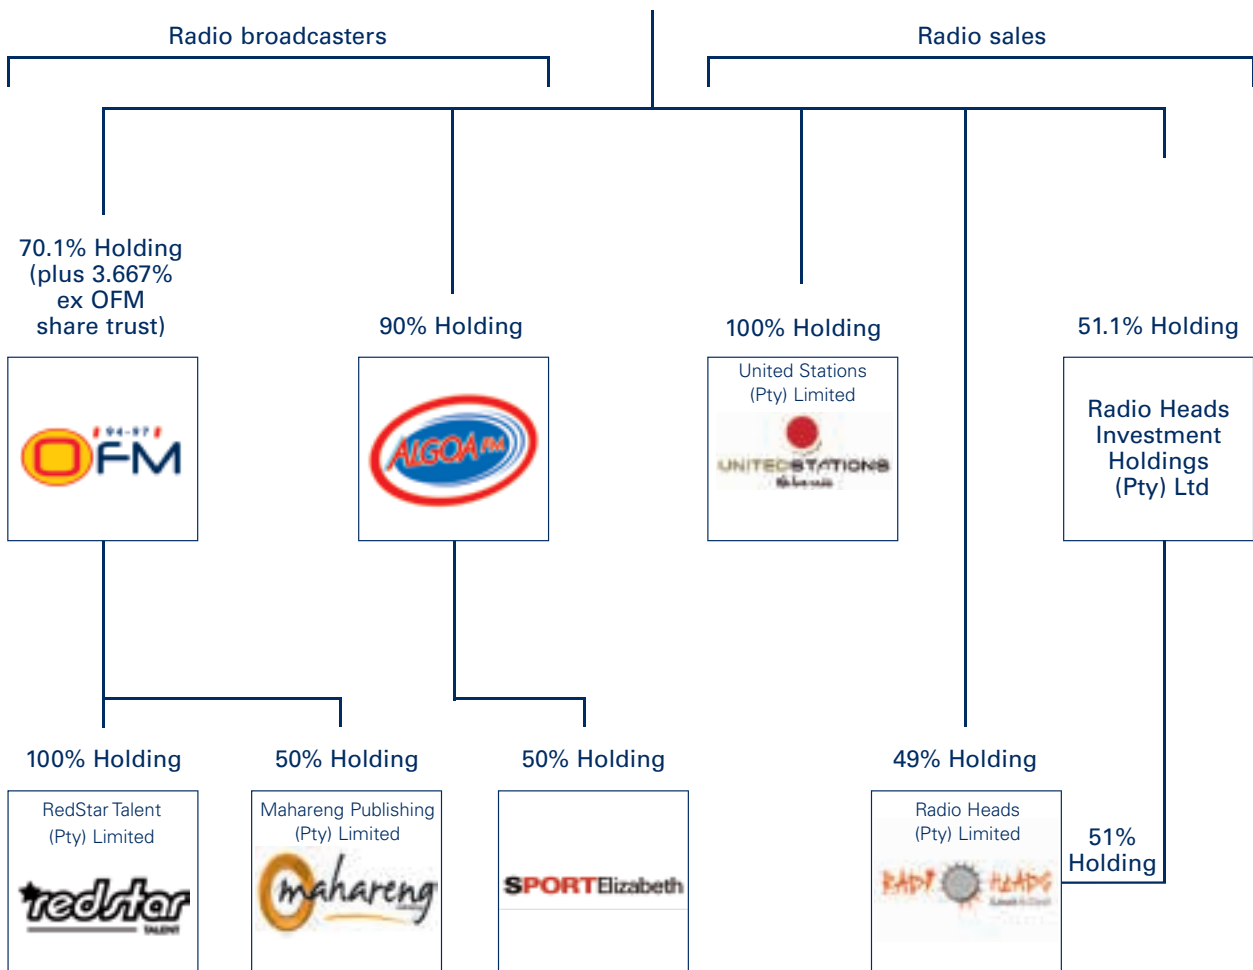 Radio broadcasters
Radio sales
70.1% Holding
(plus 3.667%
ex OFM
share trust)
90% Holding
100% Holding
51.1% Holding
94-97
OFM
ALGOA FM
United Stations
(Pty) Limited
UNITEDSTATIONS
Radio Heads
Investment
Holdings
(Pty) Ltd
100% Holding
50% Holding
50% Holding
49% Holding
RedStar Talent
(Pty) Limited
redstar
TALENT
Mahareng Publishing
(Pty) Limited
mahareng
SPORTElizabeth
Radio Heads
(Pty) Limited
RADI HEADS
51%
Holding